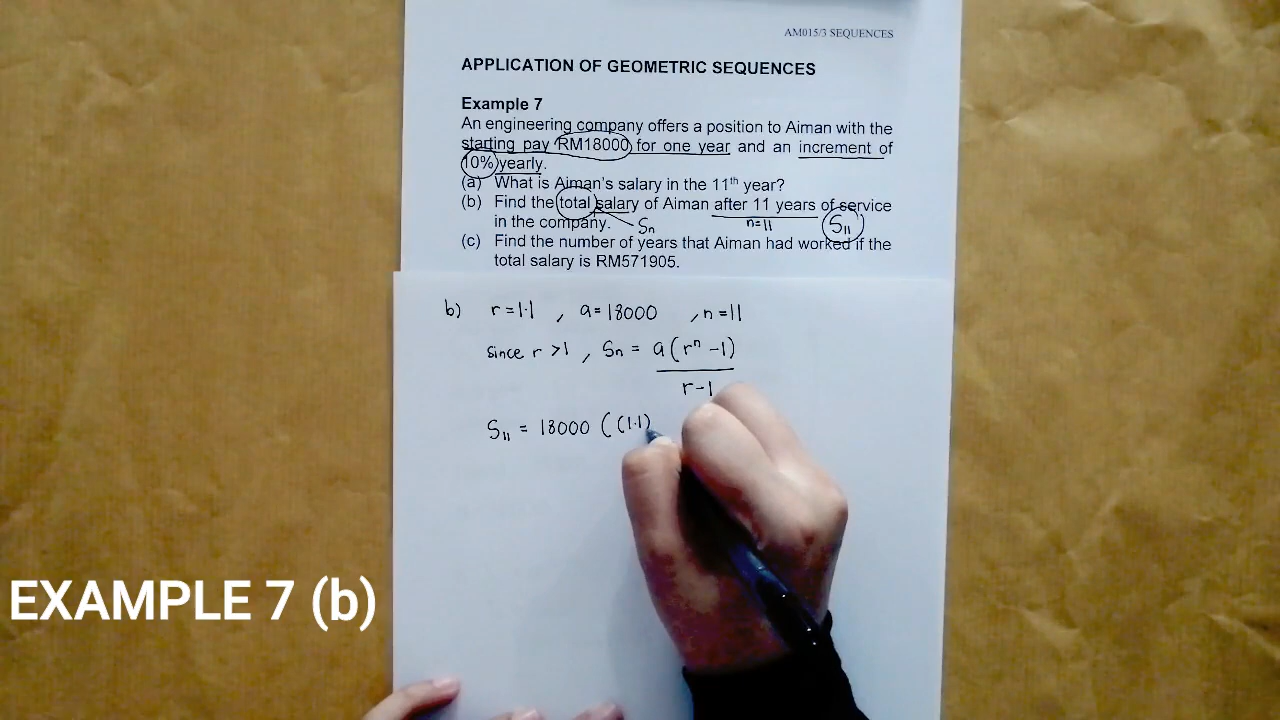 AM015/3 SEQUENCES
APPLICATION OF GEOMETRIC SEQUENCES
Example 7
An engineering company offers a position to Aiman with the
starting pay RM18000 for one year and an increment of
10% yearly.
(a) What is Aiman's salary in the 11th year?
(b) Find the total salary of Aiman after 11 years of service
in the company. Sn n=11 S11
(c) Find the number of years that Aiman had worked if the
total salary is RM571905.
b) r=1.1 , a=18000 , n=11
since r >1 , Sn = a(r^n -1)
r-1
S11 = 18000 ((1.1)
EXAMPLE 7 (b)